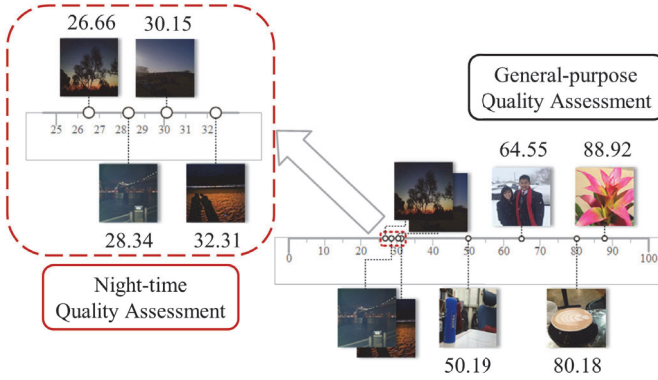 26.66 30.15
25 26 27 28 29 30 31 32
28.34 32.31
Night-time
Quality Assessment
General-purpose
Quality Assessment
64.55 88.92
0 10 20 30 40 50 60 70 80 90 100
50.19 80.18